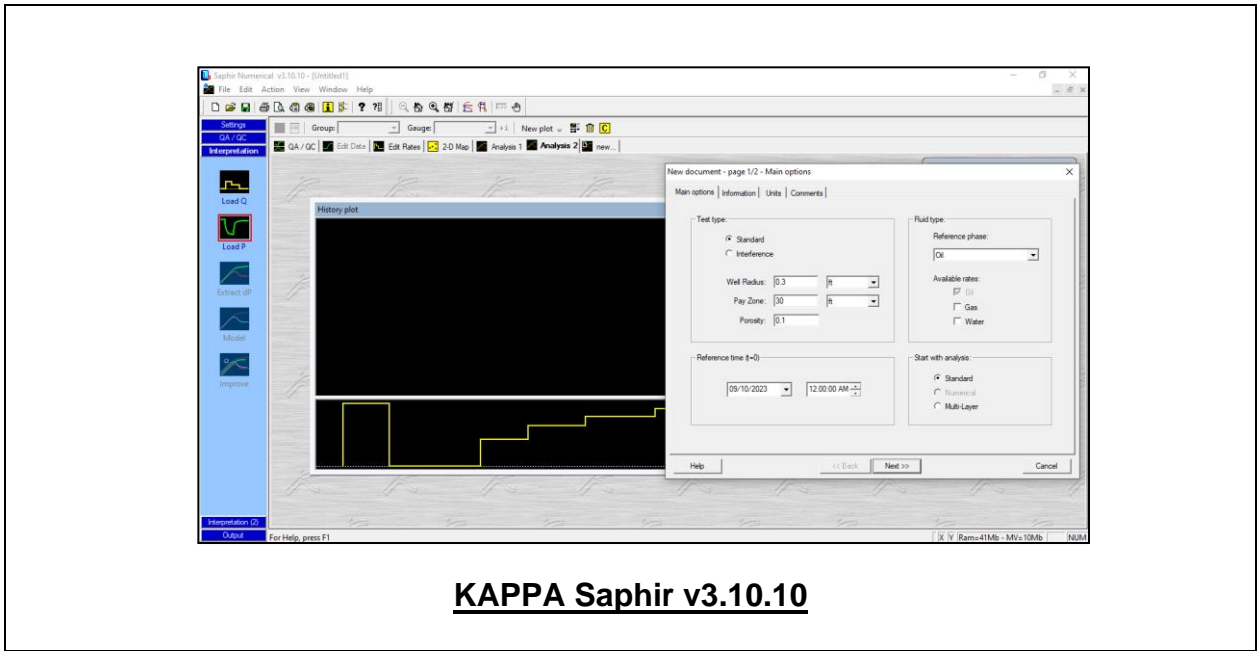 Saphir Numerical v3.10.10 - [Untitled1]
File Edit Action View Window Help
Settings
QA / QC
Interpretation
Group: Gauge: New plot
QA / QC Edit Data Edit Rates 2-D Map Analysis 1 Analysis 2 new...
Load Q
Load P
Extract dP
Model
Improve
Interpretation (2)
Output
History plot
New document - page 1/2 - Main options
Main options Information Units Comments
Test type:
Standard
Interference
Well Radius: 0.3 ft
Pay Zone: 30 ft
Porosity: 0.1
Fluid type:
Reference phase:
Oil
Available rates:
Oil
Gas
Water
Reference time (t=0)
09/10/2023 12:00:00 AM
Start with analysis:
Standard
Numerical
Multi-Layer
Help << Back Next >> Cancel
For Help, press F1
X Y Ram=41Mb - MV=10Mb NUM
KAPPA Saphir v3.10.10